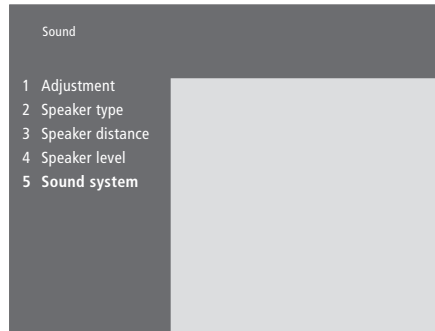 Sound
1 Adjustment
2 Speaker type
3 Speaker distance
4 Speaker level
5 Sound system